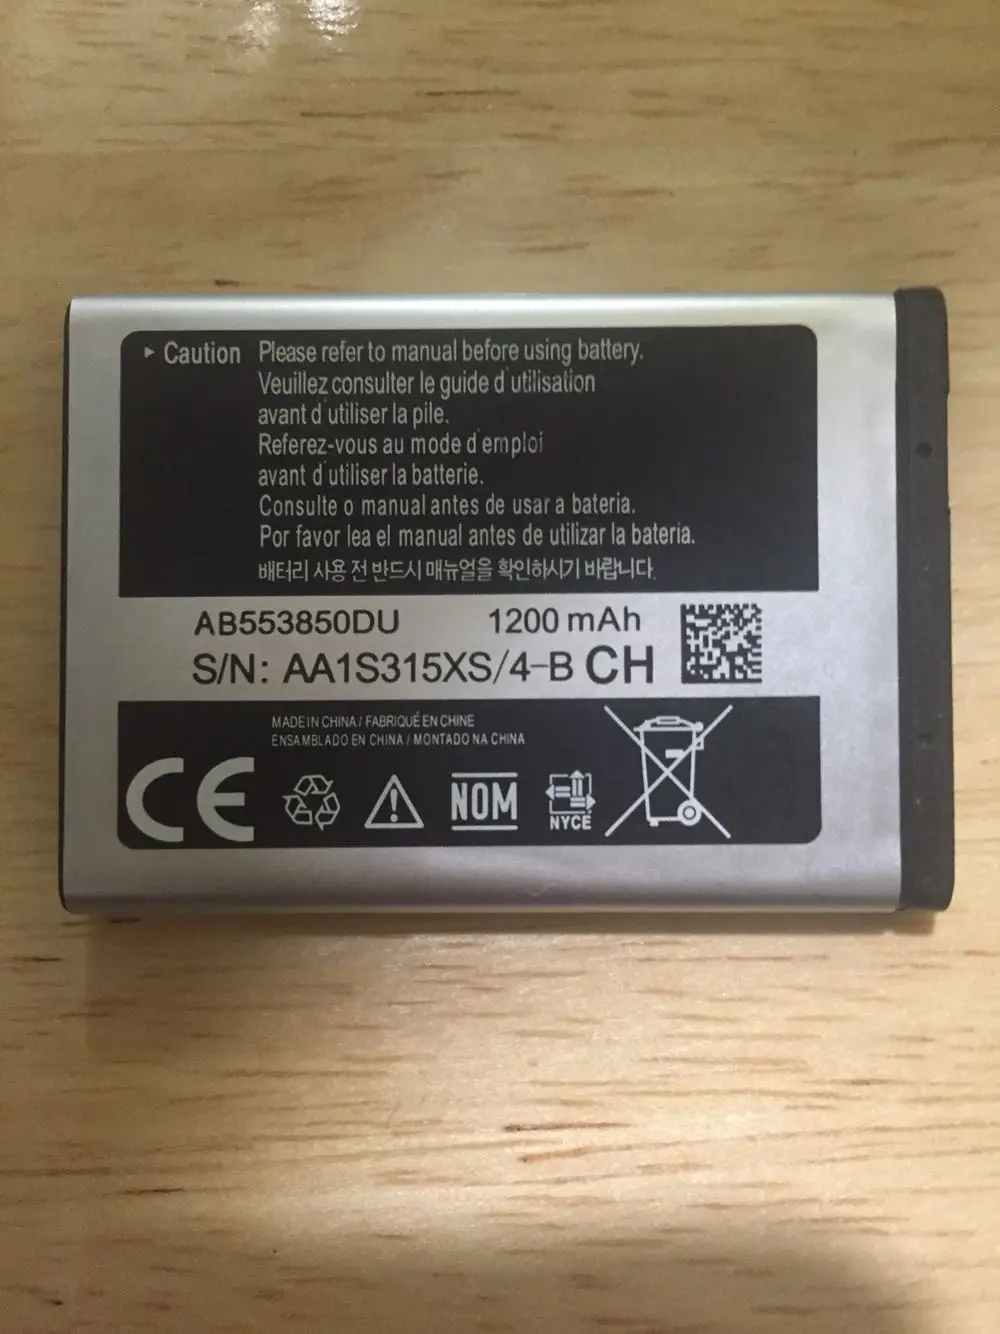 ▸ Caution Please refer to manual before using battery.
Veuillez consulter le guide d'utilisation
avant d'utiliser la pile.
Referez-vous au mode d'emploi
avant d'utiliser la batterie.
Consulte o manual antes de usar a bateria.
Por favor lea el manual antes de utilizar la bateria.
배터리 사용 전 반드시 매뉴얼을 확인하시기 바랍니다.
AB553850DU 1200 mAh
S/N: AA1S315XS/4-B CH
MADE IN CHINA / FABRIQUÉ EN CHINE
ENSAMBLADO EN CHINA / MONTADO NA CHINA
CE NOM NYCE